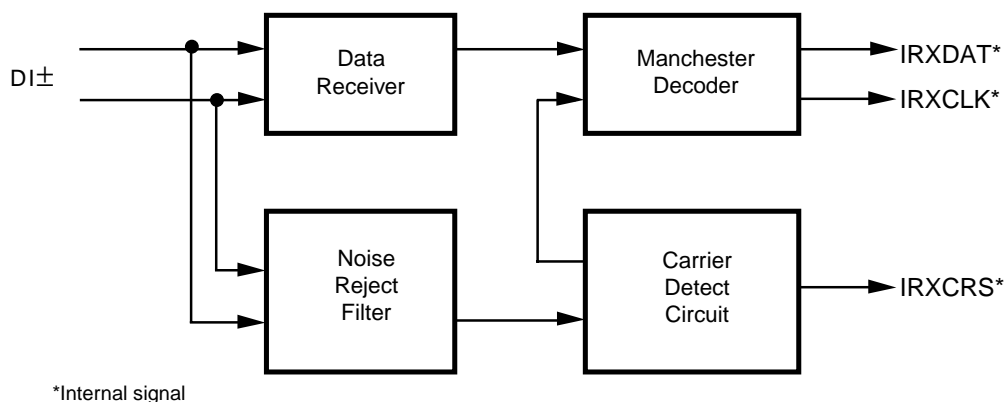 DI±
Data
Receiver
Manchester
Decoder
IRXDAT*
IRXCLK*
Noise
Reject
Filter
Carrier
Detect
Circuit
IRXCRS*
*Internal signal